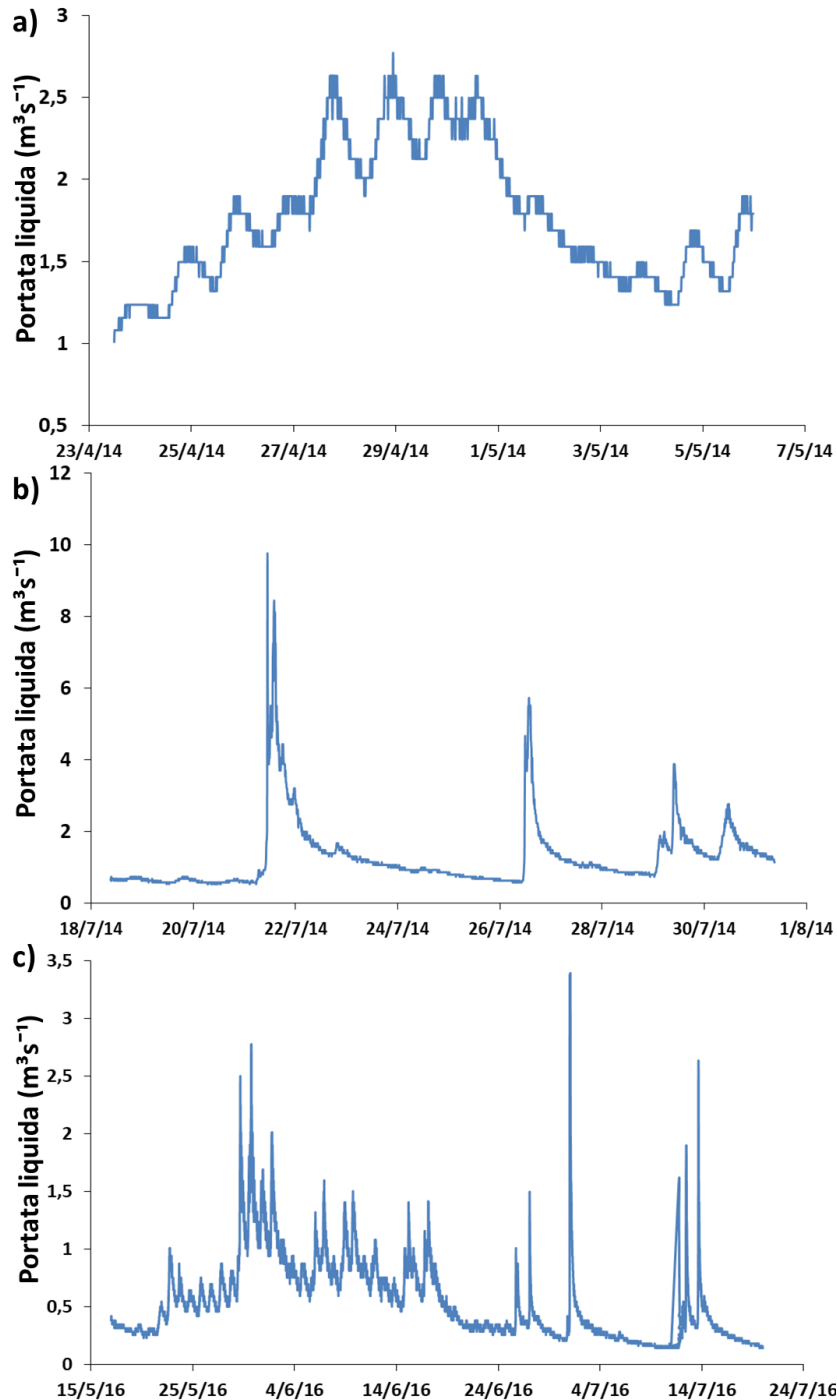 a)
Portata liquida (m³s⁻¹)
3
2,5
2
1,5
1
0,5
23/4/14 25/4/14 27/4/14 29/4/14 1/5/14 3/5/14 5/5/14 7/5/14
b)
Portata liquida (m³s⁻¹)
12
10
8
6
4
2
0
18/7/14 20/7/14 22/7/14 24/7/14 26/7/14 28/7/14 30/7/14 1/8/14
c)
Portata liquida (m³s⁻¹)
3,5
3
2,5
2
1,5
1
0,5
0
15/5/16 25/5/16 4/6/16 14/6/16 24/6/16 4/7/16 14/7/16 24/7/16